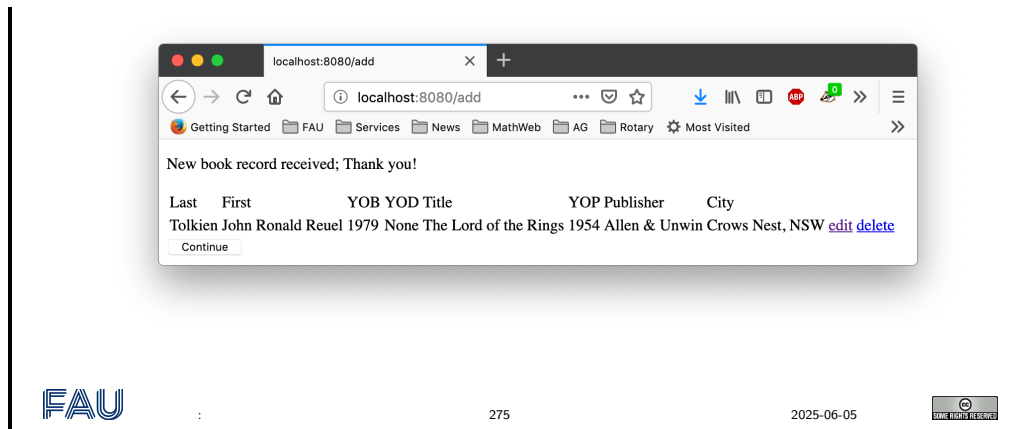 localhost:8080/add
localhost:8080/add
ABP 0
Getting Started FAU Services News MathWeb AG Rotary Most Visited
New book record received; Thank you!
Last First YOB YOD Title YOP Publisher City
Tolkien John Ronald Reuel 1979 None The Lord of the Rings 1954 Allen & Unwin Crows Nest, NSW edit delete
Continue
FAU : 275 2025-06-05
cc
SOME RIGHTS RESERVED